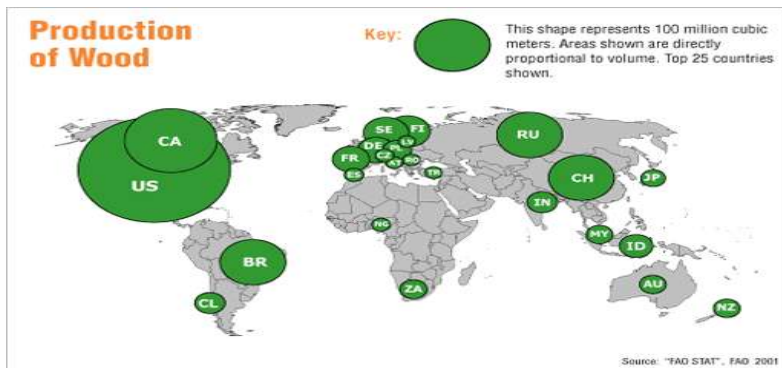 Production
of Wood
Key:
This shape represents 100 million cubic
meters. Areas shown are directly
proportional to volume. Top 25 countries
shown.
CA
US
SE
FI
LV
DE
PL
CZ
FR
AT
RO
ES
TR
RU
CH
JP
IN
NG
MY
ID
BR
CL
ZA
AU
NZ
Source: "FAO STAT", FAO 2001